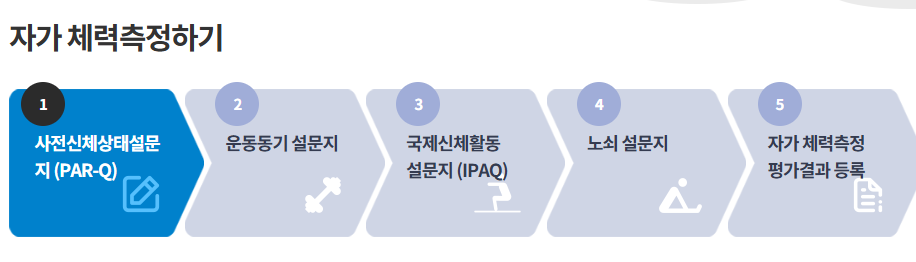 자가 체력측정하기
1
사전신체상태설문
지 (PAR-Q)
2
운동동기 설문지
3
국제신체활동
설문지 (IPAQ)
4
노쇠 설문지
5
자가 체력측정
평가결과 등록